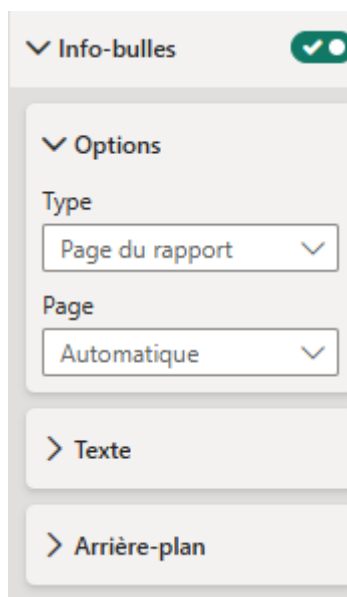 Info-bulles
Options
Type
Page du rapport
Page
Automatique
Texte
Arrière-plan